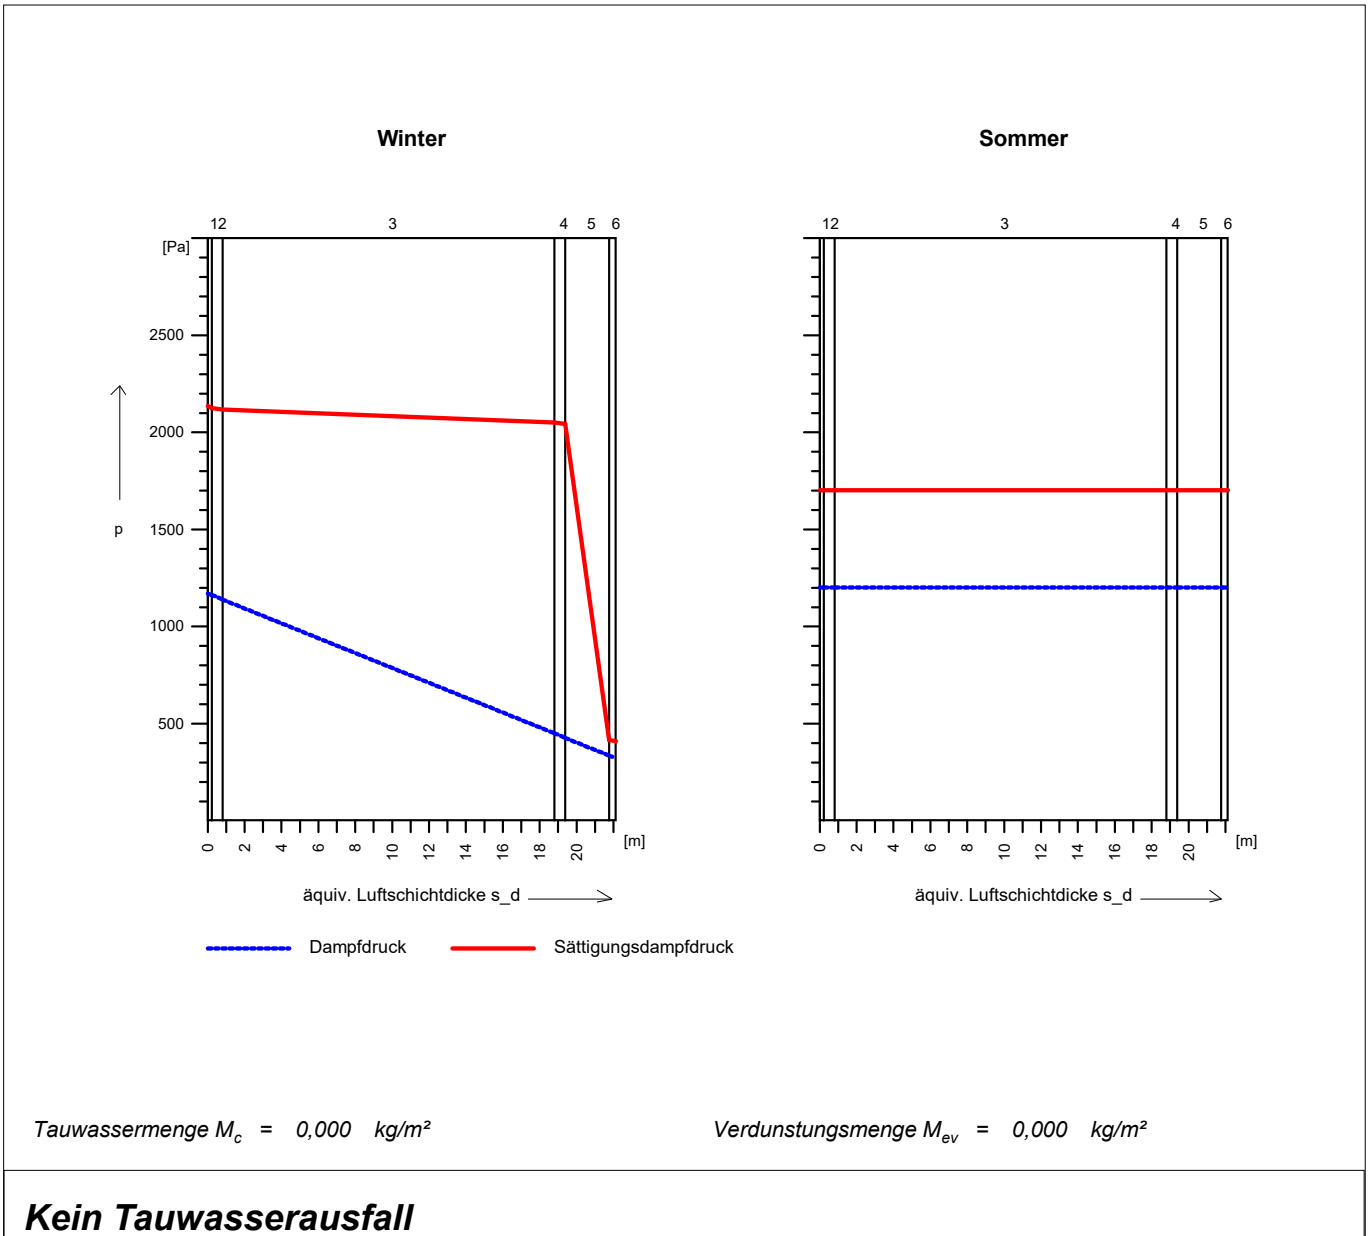 Winter Sommer
12 3 4 5 6 12 3 4 5 6
[Pa]
2500
2000
1500
p
1000
500
0 2 4 6 8 10 12 14 16 18 20 [m] 0 2 4 6 8 10 12 14 16 18 20 [m]
äquiv. Luftschichtdicke s_d äquiv. Luftschichtdicke s_d
Dampfdruck Sättigungsdampfdruck
Tauwassermenge M_c = 0,000 kg/m² Verdunstungsmenge M_ev = 0,000 kg/m²
Kein Tauwasserausfall